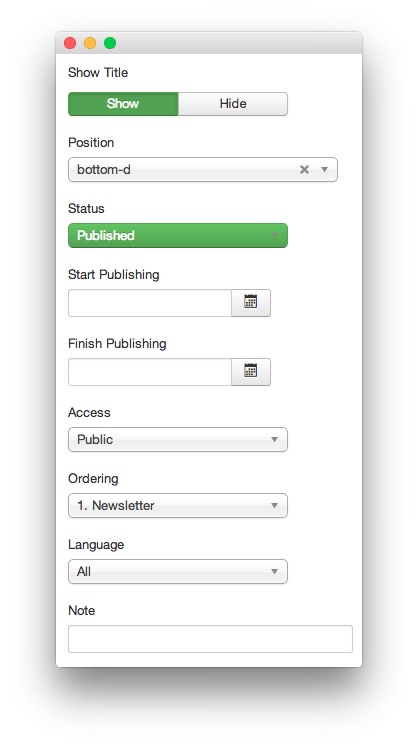 Show Title
Show Hide
Position
bottom-d
Status
Published
Start Publishing
Finish Publishing
Access
Public
Ordering
1. Newsletter
Language
All
Note